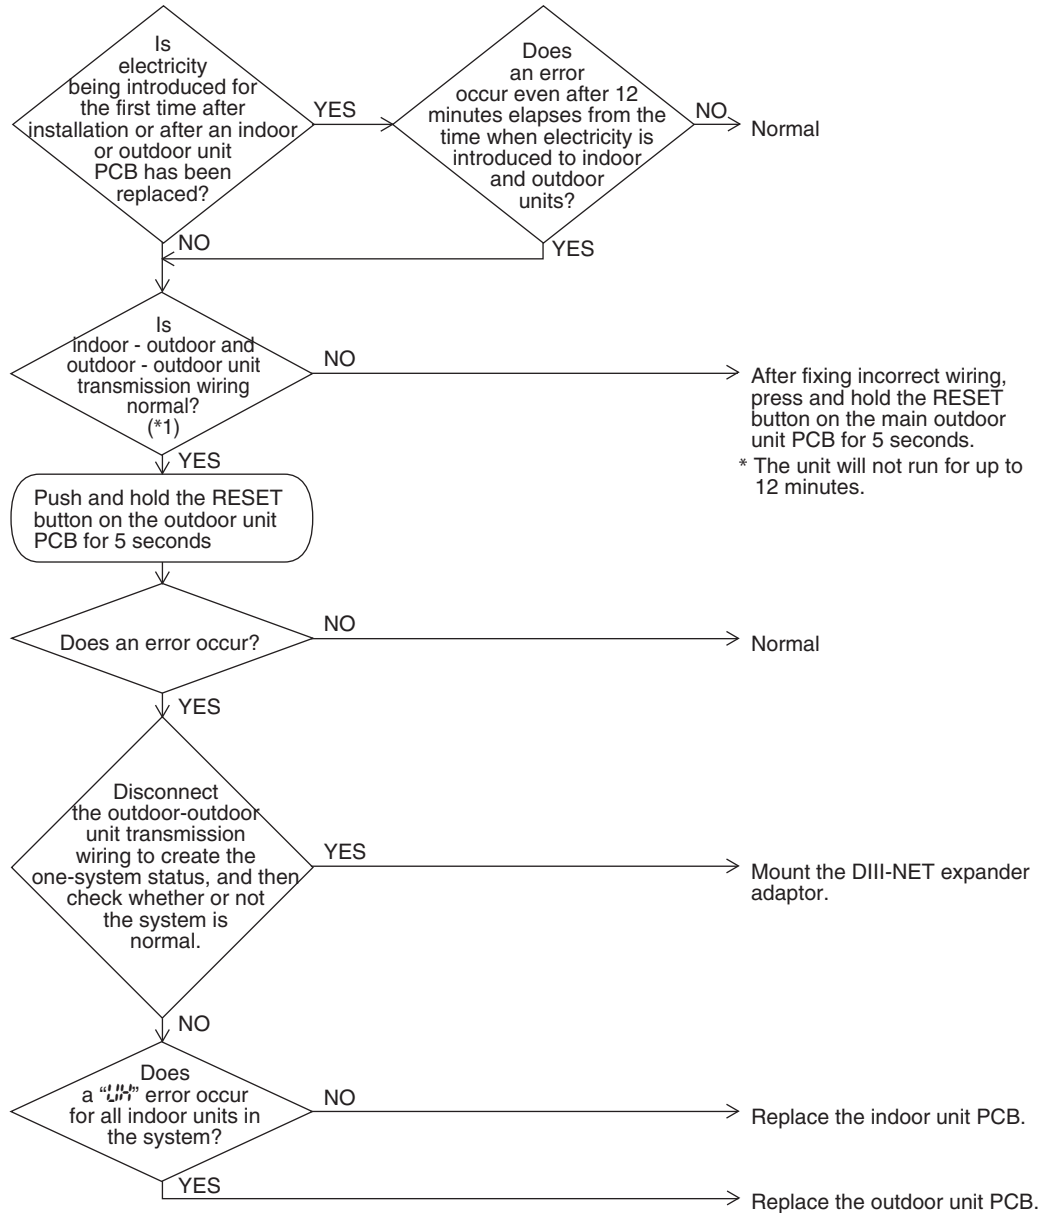 Is
electricity
being introduced for
the first time after
installation or after an indoor
or outdoor unit
PCB has been
replaced?
YES
Does
an error
occur even after 12
minutes elapses from the
time when electricity is
introduced to indoor
and outdoor
units?
NO
Normal
NO
YES
Is
indoor - outdoor and
outdoor - outdoor unit
transmission wiring
normal?
(*1)
NO
After fixing incorrect wiring,
press and hold the RESET
button on the main outdoor
unit PCB for 5 seconds.
* The unit will not run for up to
12 minutes.
YES
Push and hold the RESET
button on the outdoor unit
PCB for 5 seconds
Does an error occur?
NO
Normal
YES
Disconnect
the outdoor-outdoor
unit transmission
wiring to create the
one-system status, and then
check whether or not
the system is
normal.
YES
Mount the DIII-NET expander
adaptor.
NO
Does
a “UH” error occur
for all indoor units in
the system?
NO
Replace the indoor unit PCB.
YES
Replace the outdoor unit PCB.